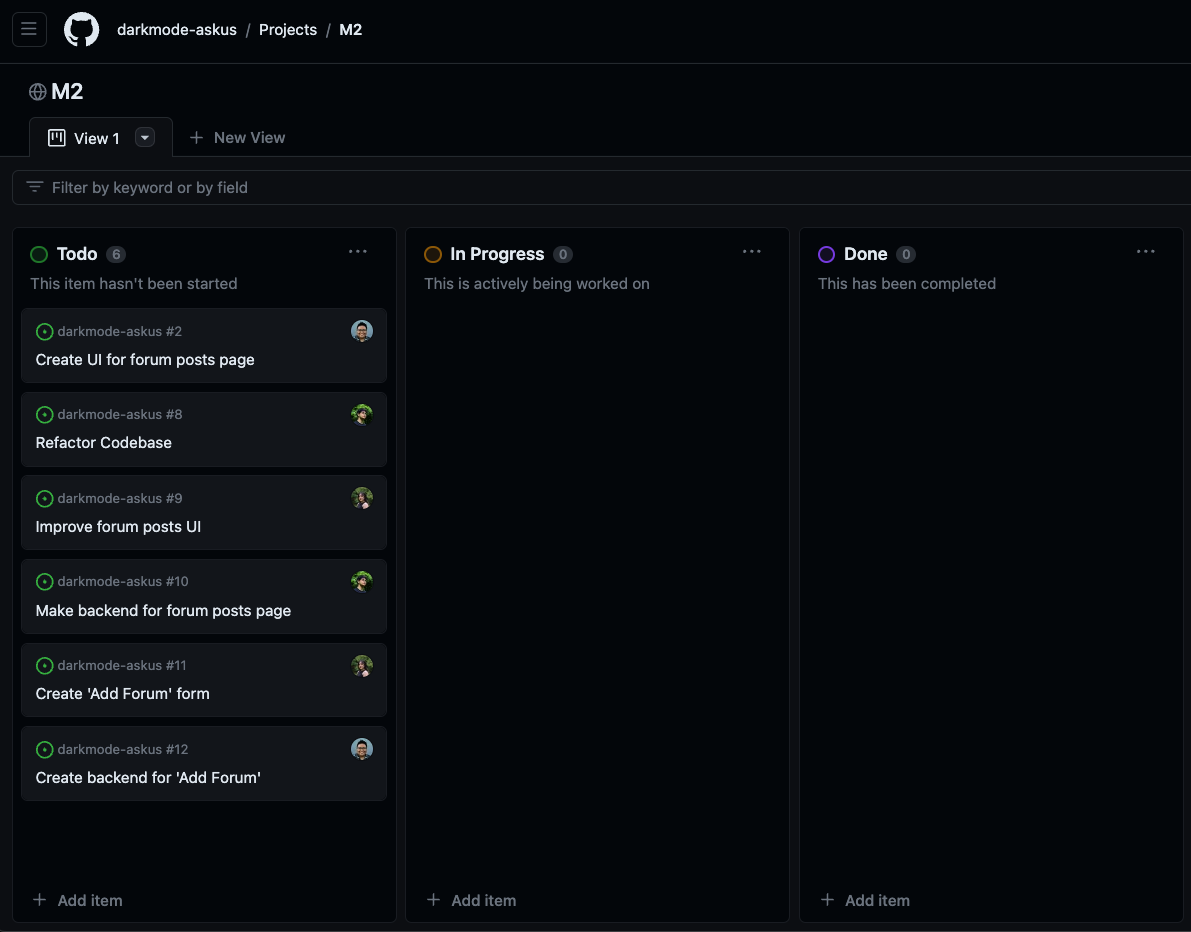 darkmode-askus / Projects / M2
M2
View 1
New View
Filter by keyword or by field
Todo 6
This item hasn't been started
darkmode-askus #2
Create UI for forum posts page
darkmode-askus #8
Refactor Codebase
darkmode-askus #9
Improve forum posts UI
darkmode-askus #10
Make backend for forum posts page
darkmode-askus #11
Create 'Add Forum' form
darkmode-askus #12
Create backend for 'Add Forum'
Add item
In Progress 0
This is actively being worked on
Add item
Done 0
This has been completed
Add item